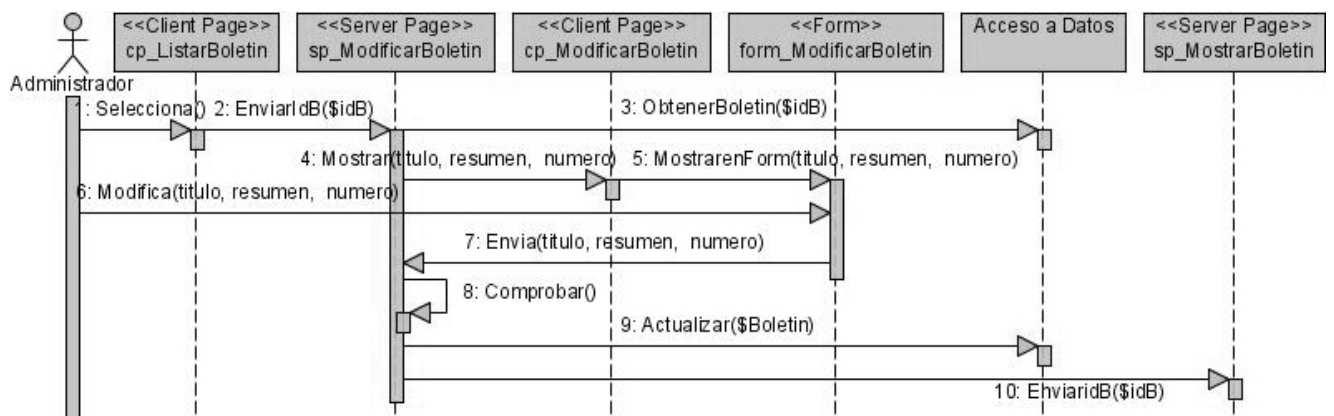 <<Client Page>>
cp_ListarBoletin
<<Server Page>>
sp_ModificarBoletin
<<Client Page>>
cp_ModificarBoletin
<<Form>>
form_ModificarBoletin
Acceso a Datos
<<Server Page>>
sp_MostrarBoletin
Administrador
1: Selecciona()
2: EnviarIdB($idB)
3: ObtenerBoletin($idB)
4: Mostrar(titulo, resumen, numero)
5: MostrarenForm(titulo, resumen, numero)
6: Modifica(titulo, resumen, numero)
7: Envia(titulo, resumen, numero)
8: Comprobar()
9: Actualizar($Boletin)
10: EnviaridB($idB)